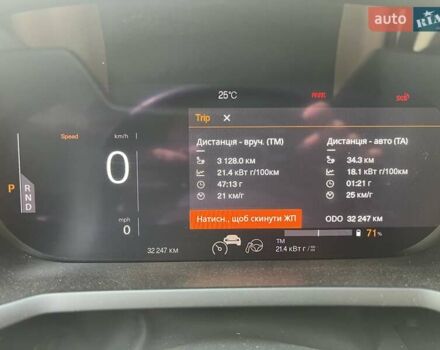 auto RIA
25°C
Trip ✕
Speed km/h
Дистанція - вруч. (TM)
Дистанція - авто (TA)
3 128.0 км
34.3 км
0
21.4 кВт г/100км
18.1 кВт г/100км
47:13 г
01:21 г
P R N D
21 км/г
25 км/г
mph
0
Натисн., щоб скинути ЖП
ODO 32 247 км
71%
32 247 км
TM
21.4 кВт г/